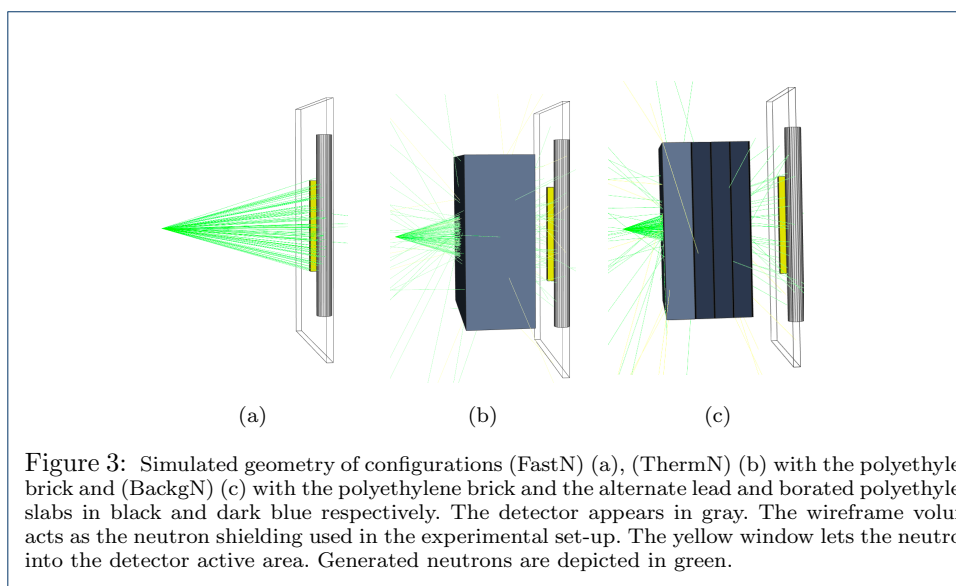 (a)
(b)
(c)
Figure 3: Simulated geometry of configurations (FastN) (a), (ThermN) (b) with the polyethyle
brick and (BackgN) (c) with the polyethylene brick and the alternate lead and borated polyethyle
slabs in black and dark blue respectively. The detector appears in gray. The wireframe volu
acts as the neutron shielding used in the experimental set-up. The yellow window lets the neutro
into the detector active area. Generated neutrons are depicted in green.